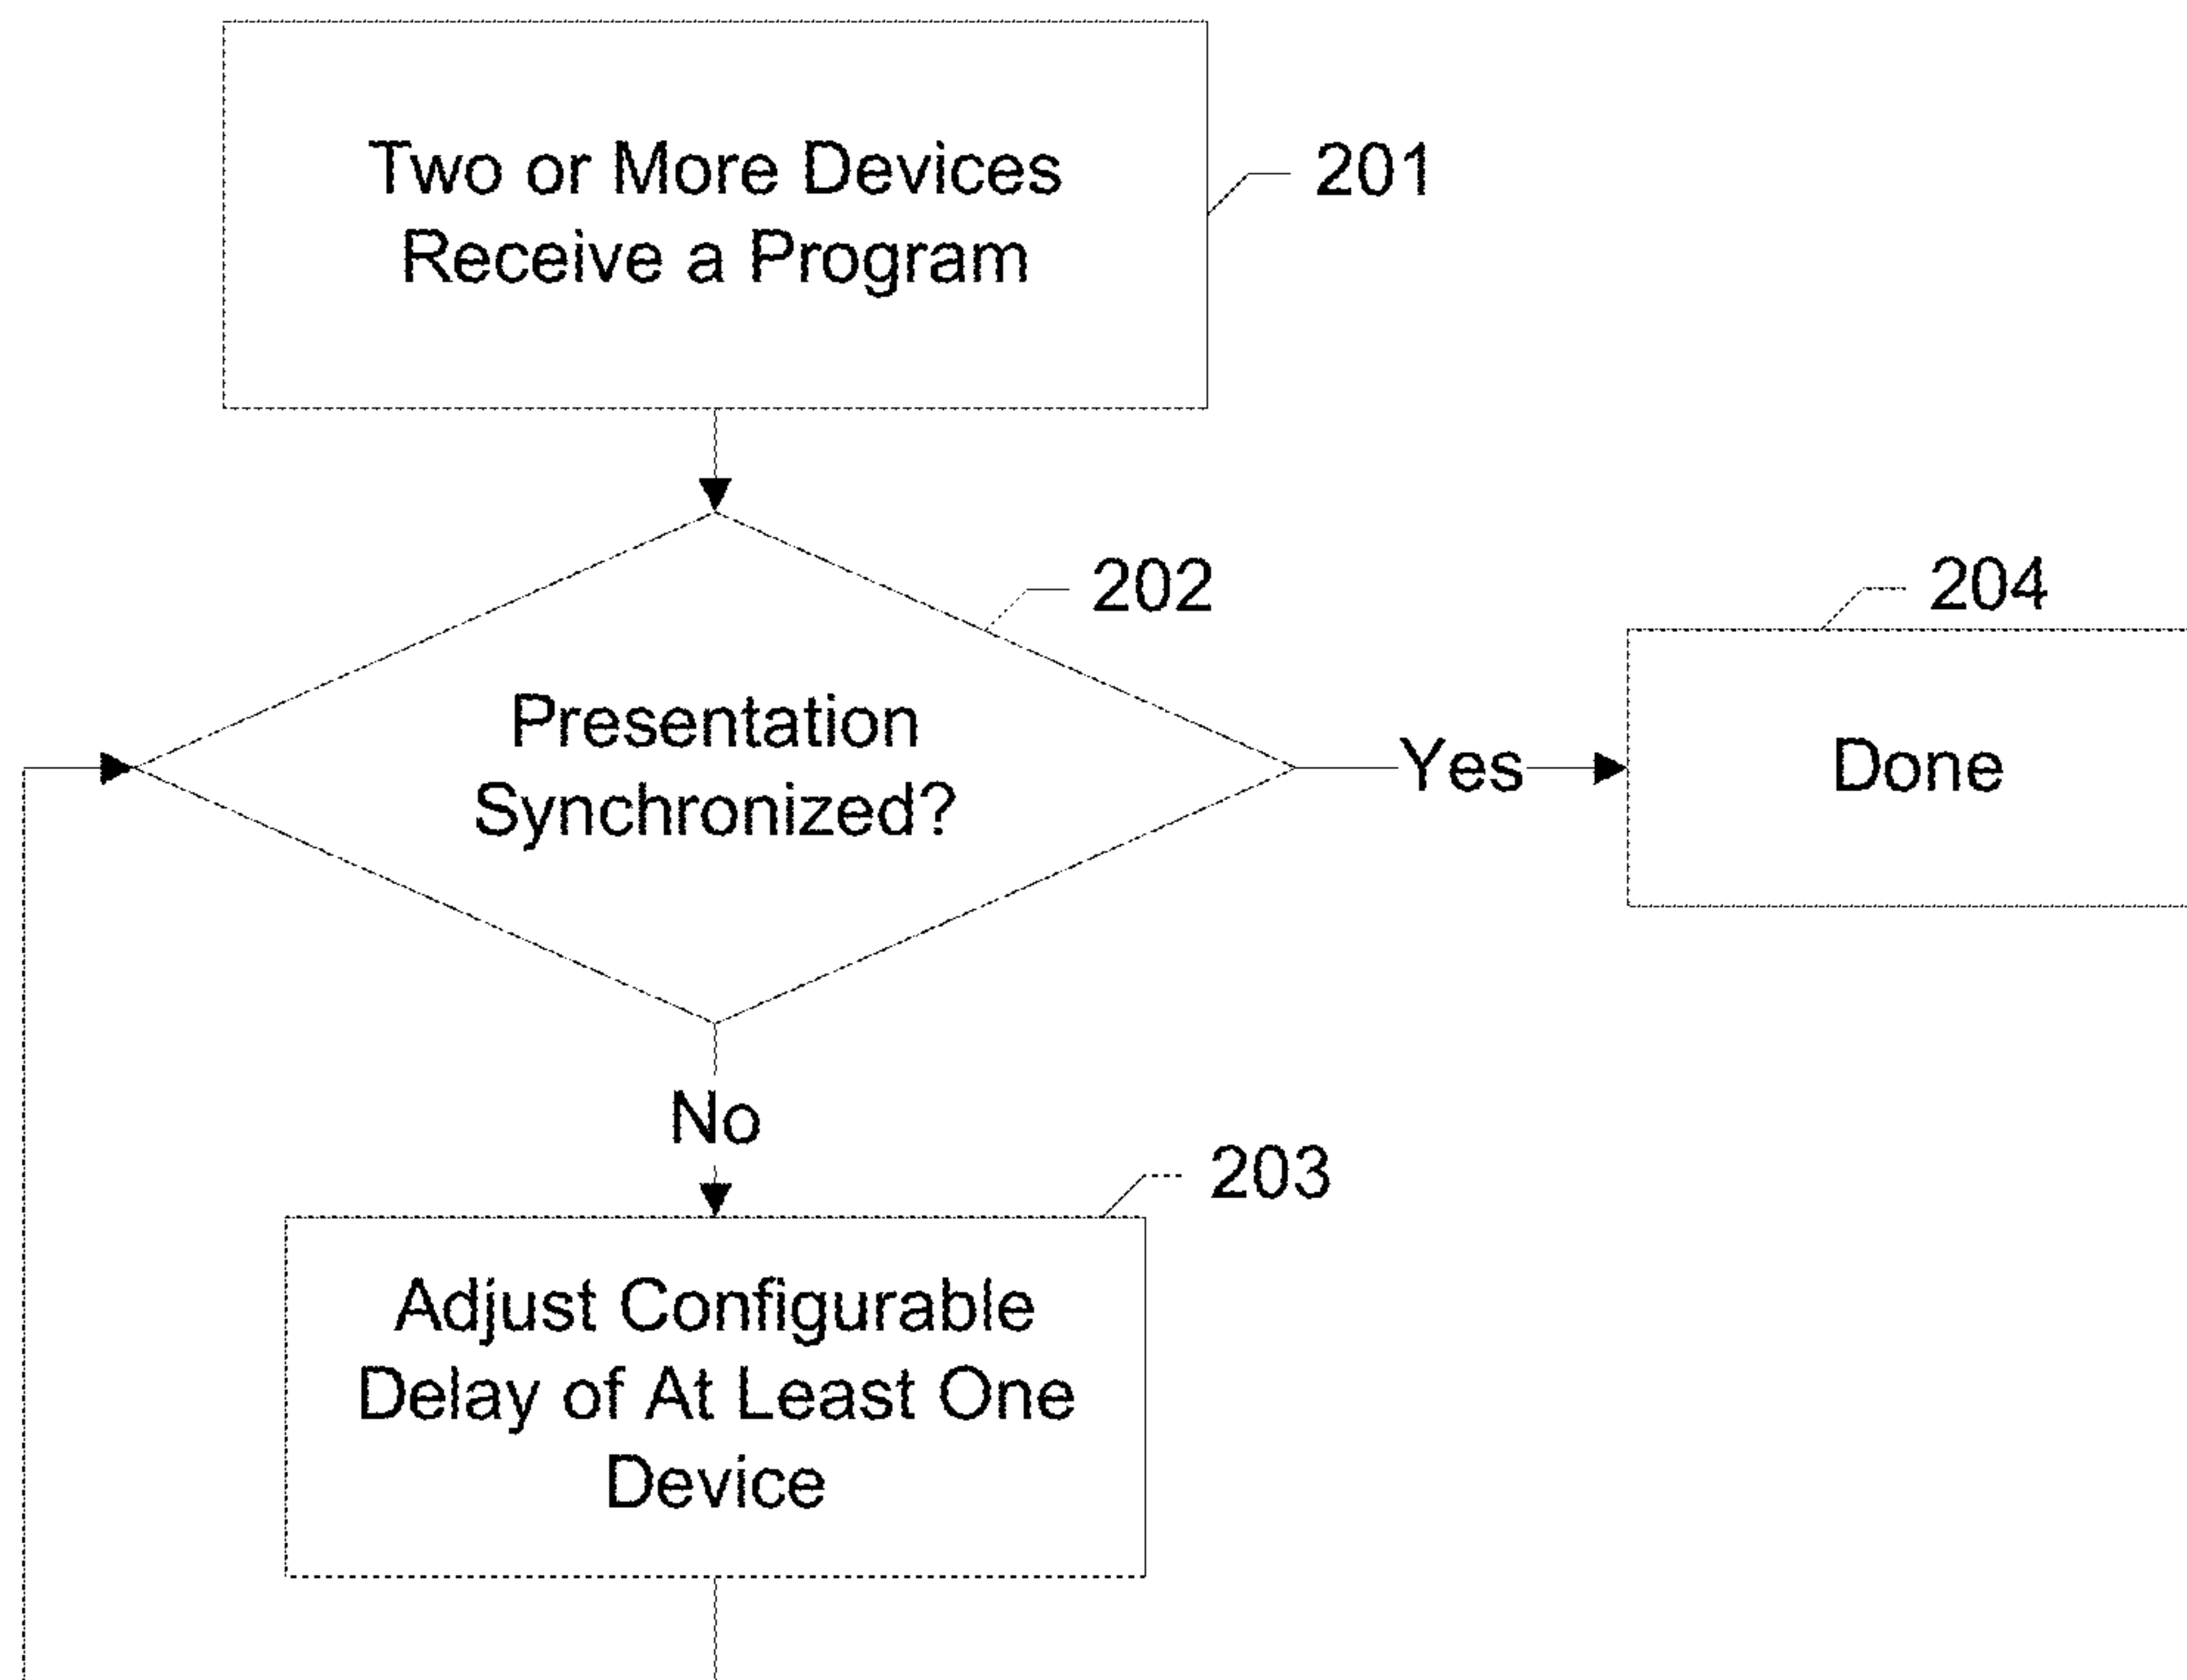 Two or More Devices
Receive a Program
201
202
204
Presentation
Synchronized?
Yes
Done
No
203
Adjust Configurable
Delay of At Least One
Device